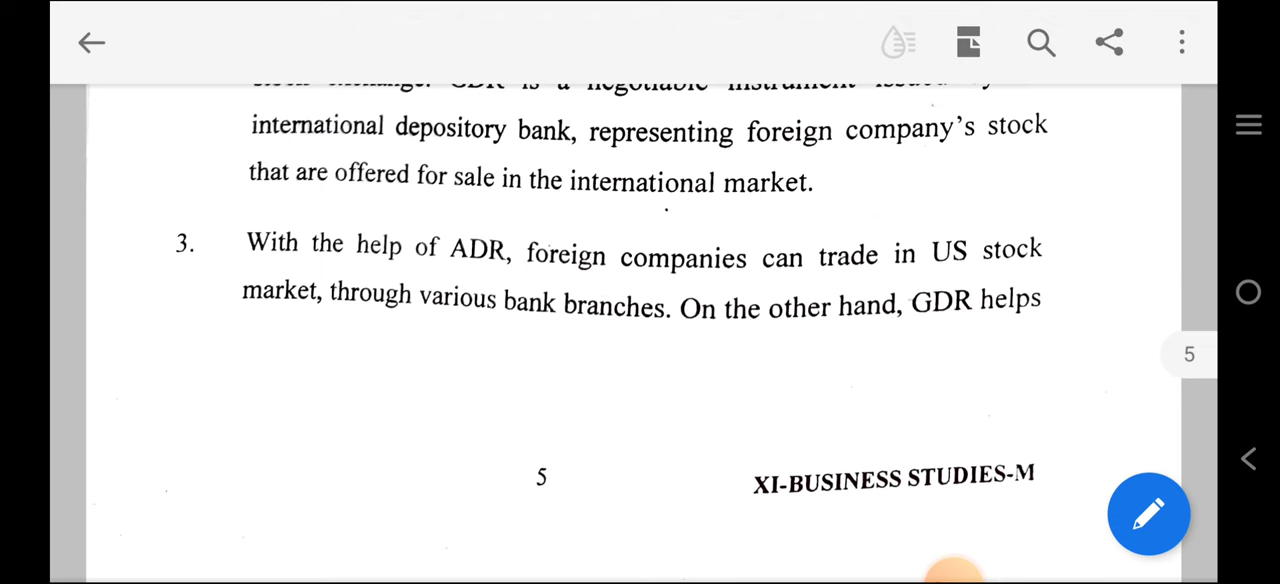 international depository bank, representing foreign company's stock
that are offered for sale in the international market.
3. With the help of ADR, foreign companies can trade in US stock
market, through various bank branches. On the other hand, GDR helps
5
5 XI-BUSINESS STUDIES-M